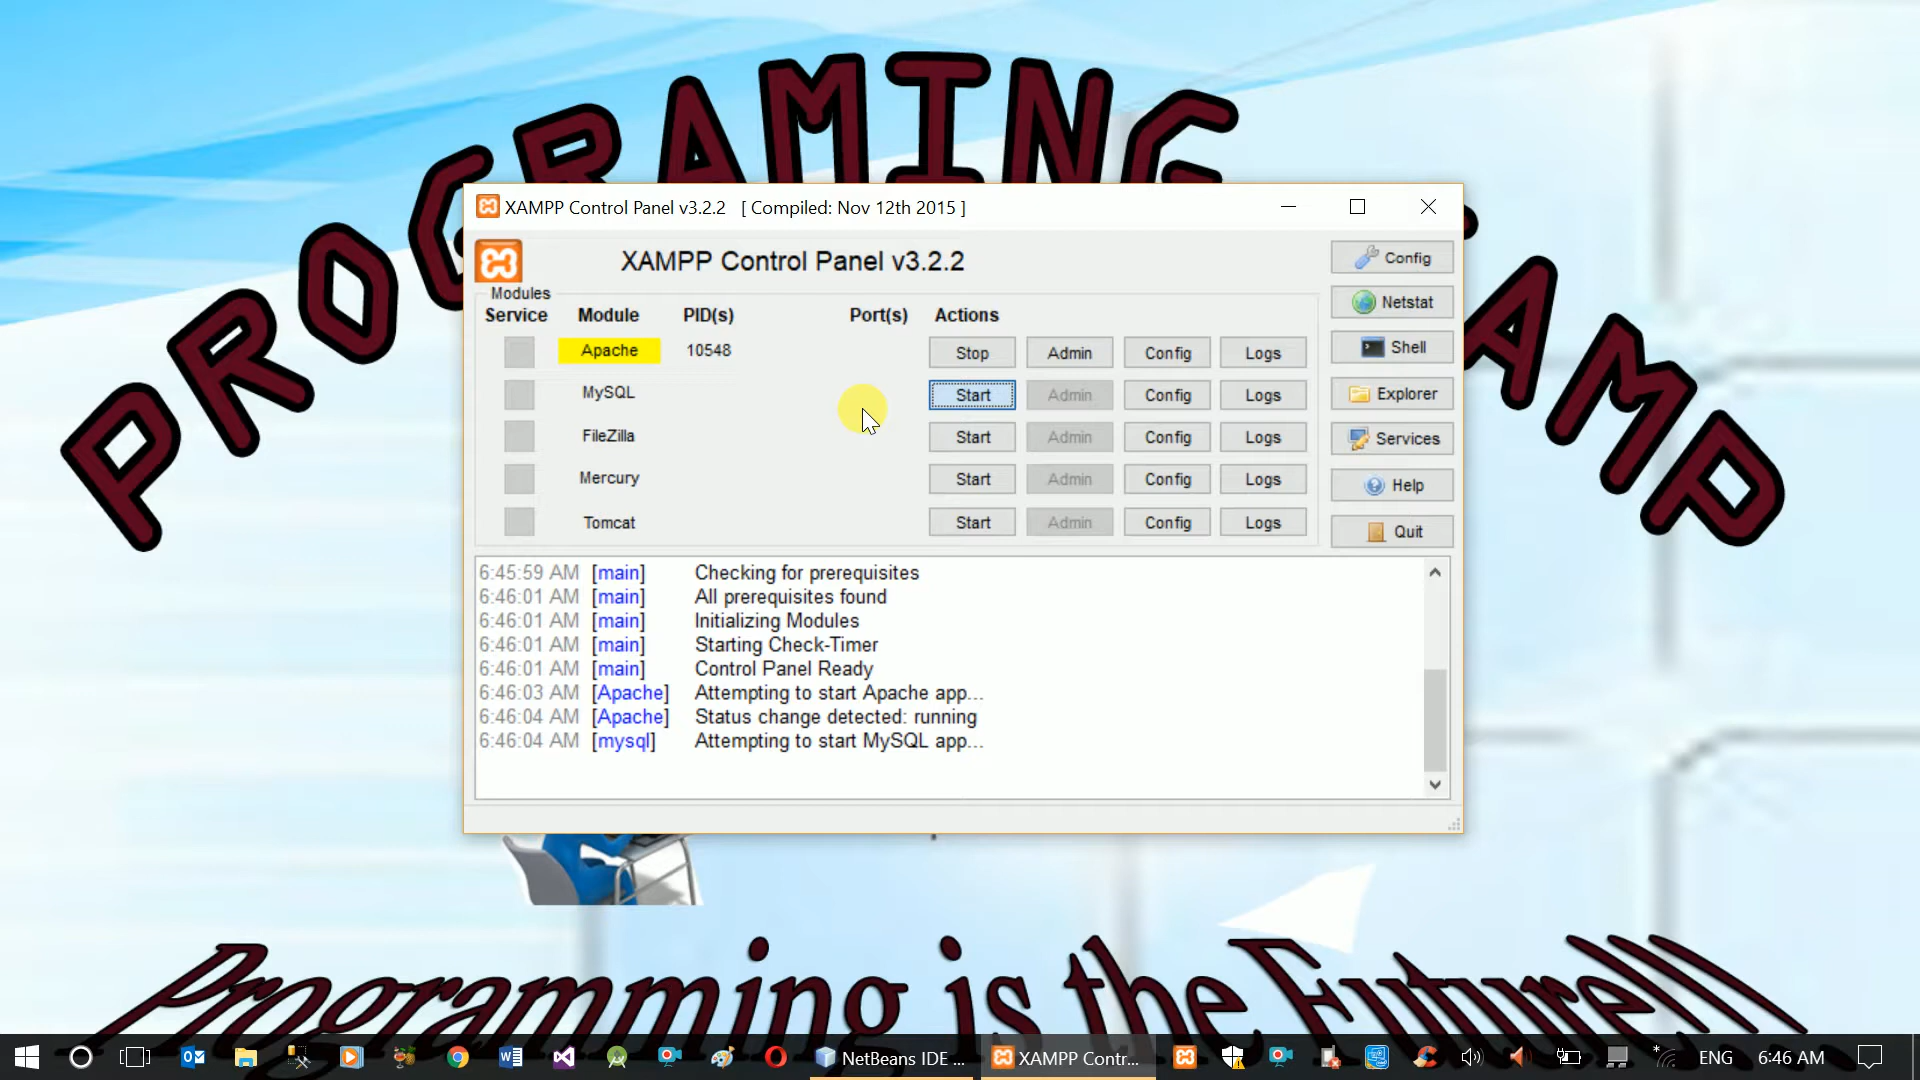 PROGRAMING
AMP
XAMPP Control Panel v3.2.2 [ Compiled: Nov 12th 2015 ]
XAMPP Control Panel v3.2.2
Config
Modules
Netstat
Service Module PID(s) Port(s) Actions
Apache 10548 Stop Admin Config Logs
Shell
MySQL Start Admin Config Logs
Explorer
FileZilla Start Admin Config Logs
Services
Mercury Start Admin Config Logs
Help
Tomcat Start Admin Config Logs
Quit
6:45:59 AM [main] Checking for prerequisites
6:46:01 AM [main] All prerequisites found
6:46:01 AM [main] Initializing Modules
6:46:01 AM [main] Starting Check-Timer
6:46:01 AM [main] Control Panel Ready
6:46:03 AM [Apache] Attempting to start Apache app...
6:46:04 AM [Apache] Status change detected: running
6:46:04 AM [mysql] Attempting to start MySQL app...
Programming is the Future!!!
NetBeans IDE ... XAMPP Contr... ENG 6:46 AM